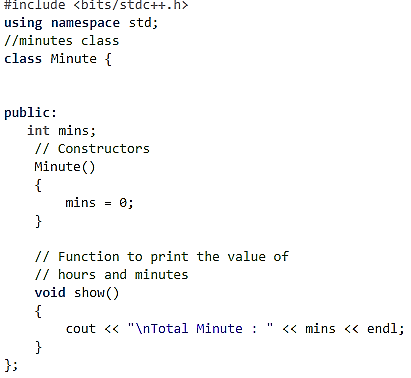 #include <bits/stdc++.h>
using namespace std;
//minutes class
class Minute {
public:
int mins;
// Constructors
Minute()
{
mins = 0;
}
// Function to print the value of
// hours and minutes
void show()
{
cout << "\nTotal Minute : " << mins << endl;
}
};